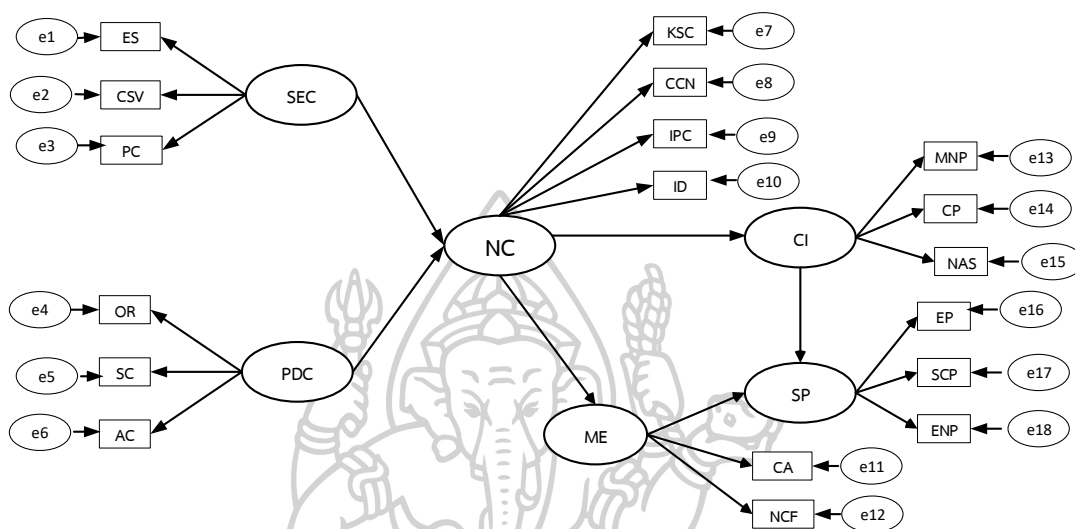 e1
ES
e2
CSV
e3
PC
SEC
e4
OR
e5
SC
e6
AC
PDC
NC
KSC
e7
CCN
e8
IPC
e9
ID
e10
CI
MNP
e13
CP
e14
NAS
e15
ME
SP
EP
e16
SCP
e17
ENP
e18
CA
e11
NCF
e12